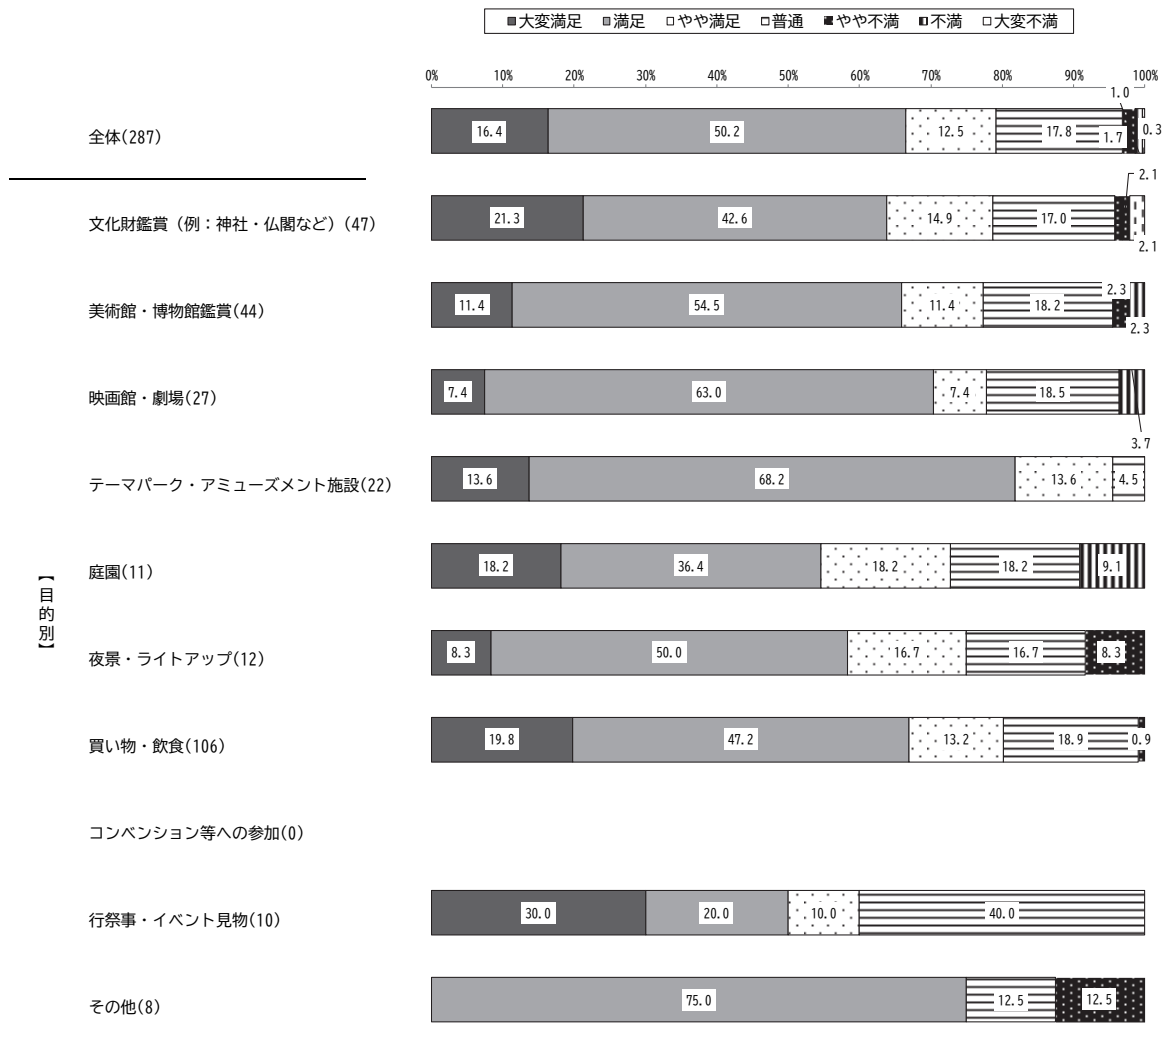 ■大変満足 ■満足 □やや満足 □普通 ■やや不満 ■不満 □大変不満
0% 10% 20% 30% 40% 50% 60% 70% 80% 90% 100%
全体(287) 16.4 50.2 12.5 17.8 1.7 1.0 0.3
文化財鑑賞（例：神社・仏閣など）(47) 21.3 42.6 14.9 17.0 2.1 2.1
美術館・博物館鑑賞(44) 11.4 54.5 11.4 18.2 2.3 2.3
映画館・劇場(27) 7.4 63.0 7.4 18.5 3.7
テーマパーク・アミューズメント施設(22) 13.6 68.2 13.6 4.5
【目的別】
庭園(11) 18.2 36.4 18.2 18.2 9.1
夜景・ライトアップ(12) 8.3 50.0 16.7 16.7 8.3
買い物・飲食(106) 19.8 47.2 13.2 18.9 0.9
コンベンション等への参加(0)
行祭事・イベント見物(10) 30.0 20.0 10.0 40.0
その他(8) 75.0 12.5 12.5